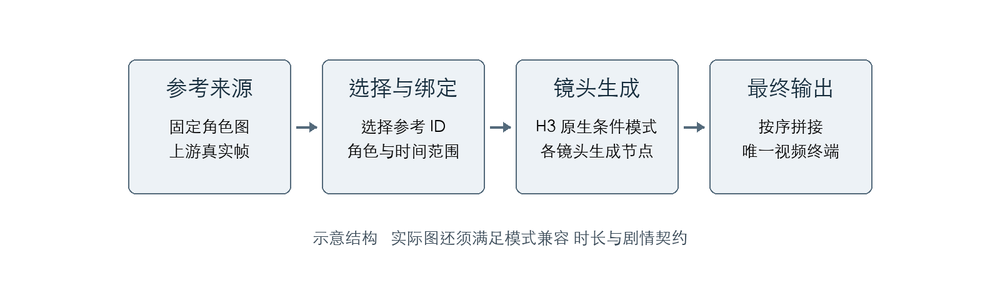 参考来源
固定角色图
上游真实帧
选择与绑定
选择参考 ID
角色与时间范围
镜头生成
H3 原生条件模式
各镜头生成节点
最终输出
按序拼接
唯一视频终端
示意结构 实际图还须满足模式兼容 时长与剧情契约